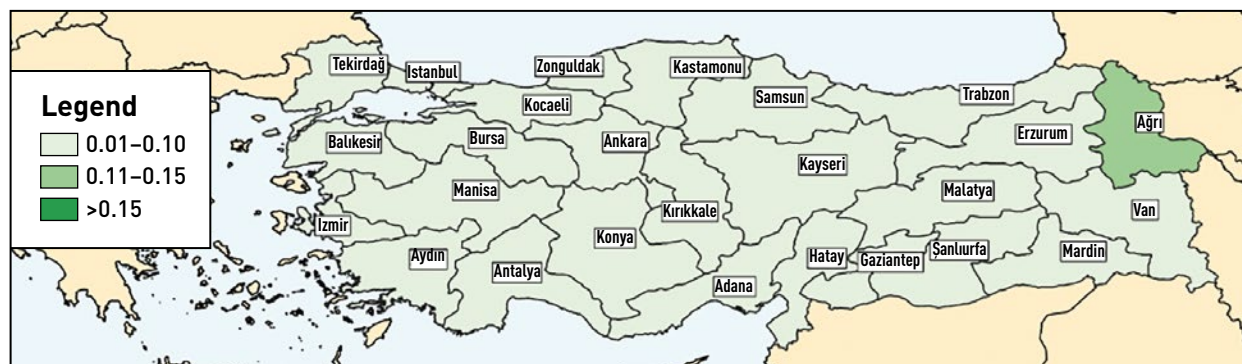 Legend
0.01–0.10
0.11–0.15
>0.15
Tekirdağ
Istanbul
Zonguldak
Kastamonu
Kocaeli
Samsun
Trabzon
Ağrı
Erzurum
Balıkesir
Bursa
Ankara
Kayseri
Manisa
Malatya
Kırıkkale
Van
Izmir
Konya
Aydın
Antalya
Hatay
Gaziantep
Şanlıurfa
Mardin
Adana